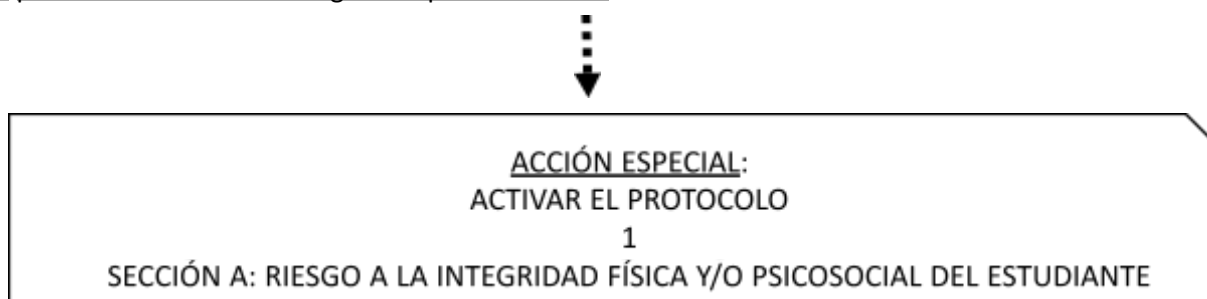 ACCIÓN ESPECIAL:
ACTIVAR EL PROTOCOLO
1
SECCIÓN A: RIESGO A LA INTEGRIDAD FÍSICA Y/O PSICOSOCIAL DEL ESTUDIANTE